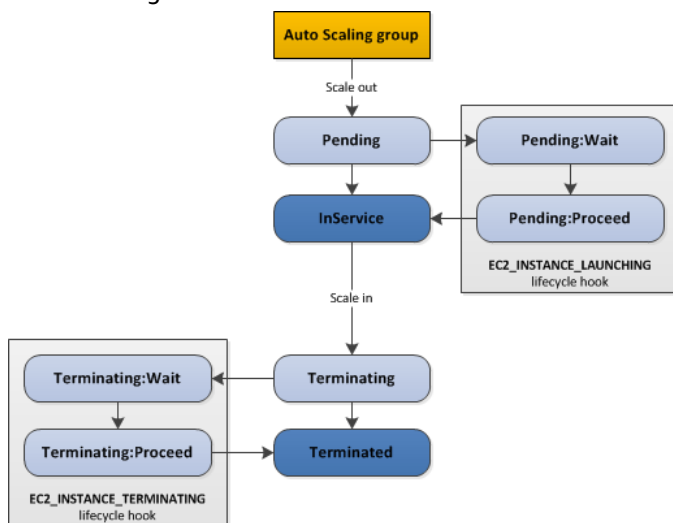 Auto Scaling group
Scale out
Pending
Pending:Wait
InService
Pending:Proceed
EC2_INSTANCE_LAUNCHING
lifecycle hook
Scale in
Terminating:Wait
Terminating
Terminating:Proceed
Terminated
EC2_INSTANCE_TERMINATING
lifecycle hook